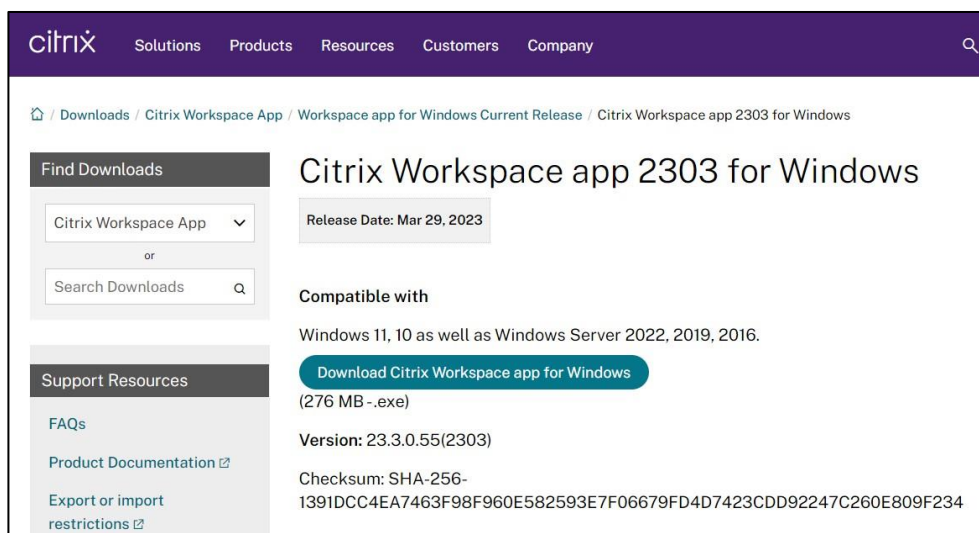 citrix Solutions Products Resources Customers Company
/ Downloads / Citrix Workspace App / Workspace app for Windows Current Release / Citrix Workspace app 2303 for Windows
Find Downloads
Citrix Workspace App
or
Search Downloads
Support Resources
FAQs
Product Documentation
Export or import
restrictions
Citrix Workspace app 2303 for Windows
Release Date: Mar 29, 2023
Compatible with
Windows 11, 10 as well as Windows Server 2022, 2019, 2016.
Download Citrix Workspace app for Windows
(276 MB - .exe)
Version: 23.3.0.55(2303)
Checksum: SHA-256-
1391DCC4EA7463F98F960E582593E7F06679FD4D7423CDD92247C260E809F234